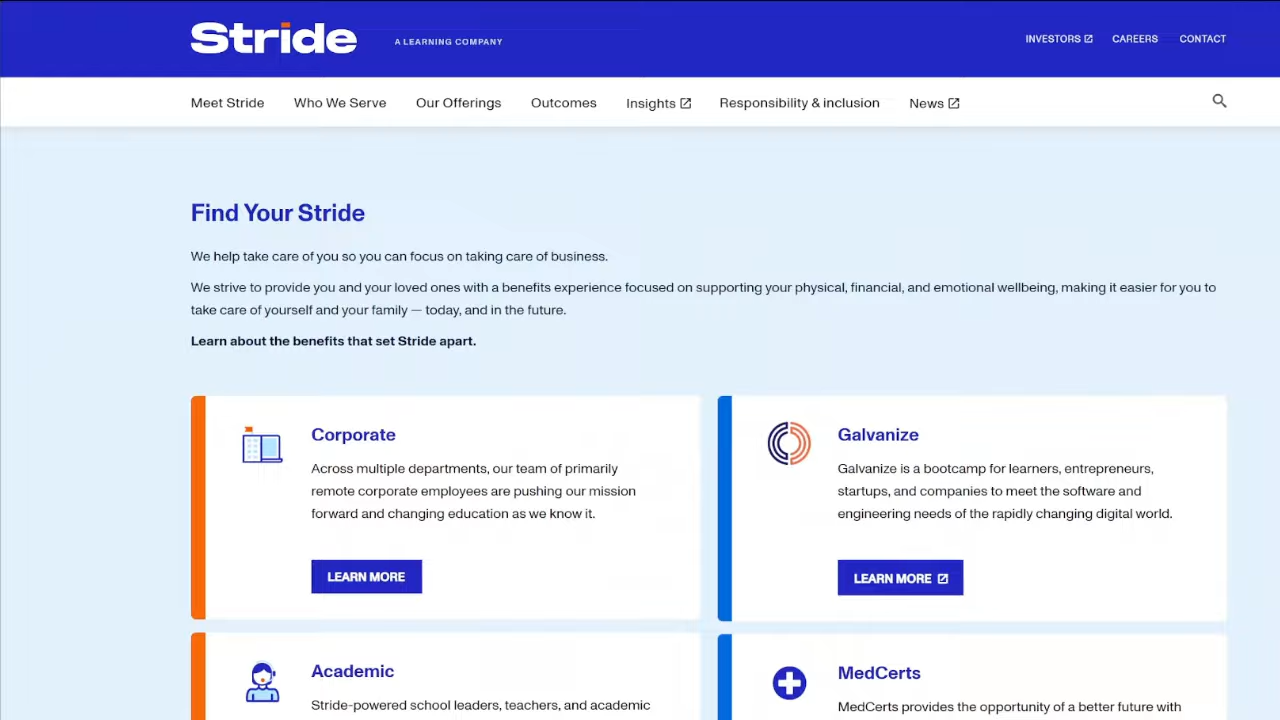 Stride
A LEARNING COMPANY
INVESTORS
CAREERS
CONTACT
Meet Stride
Who We Serve
Our Offerings
Outcomes
Insights
Responsibility & inclusion
News
Find Your Stride
We help take care of you so you can focus on taking care of business.
We strive to provide you and your loved ones with a benefits experience focused on supporting your physical, financial, and emotional wellbeing, making it easier for you to
take care of yourself and your family — today, and in the future.
Learn about the benefits that set Stride apart.
Corporate
Across multiple departments, our team of primarily
remote corporate employees are pushing our mission
forward and changing education as we know it.
LEARN MORE
Galvanize
Galvanize is a bootcamp for learners, entrepreneurs,
startups, and companies to meet the software and
engineering needs of the rapidly changing digital world.
LEARN MORE
Academic
Stride-powered school leaders, teachers, and academic
MedCerts
MedCerts provides the opportunity of a better future with